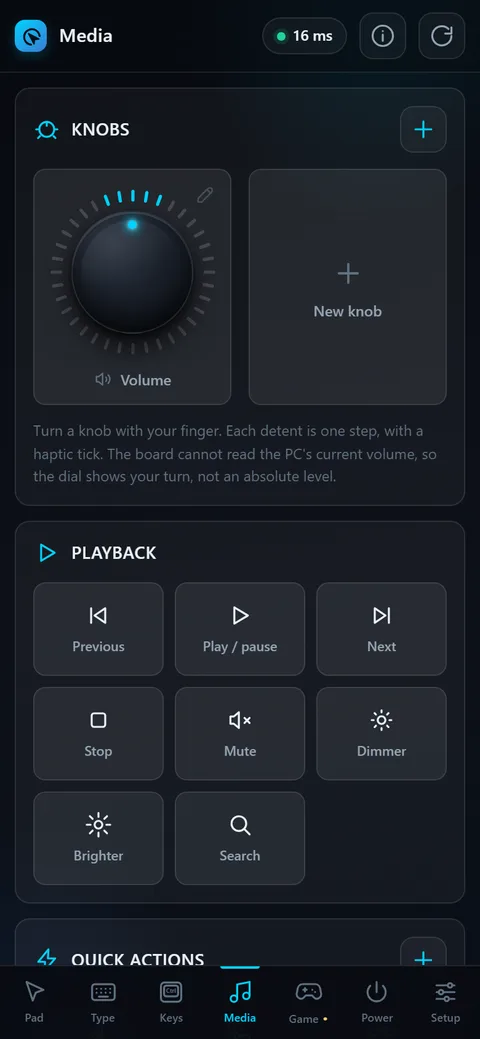 Media
16 ms
KNOBS
Volume
New knob
Turn a knob with your finger. Each detent is one step, with a
haptic tick. The board cannot read the PC's current volume, so
the dial shows your turn, not an absolute level.
PLAYBACK
Previous
Play / pause
Next
Stop
Mute
Dimmer
Brighter
Search
QUICK ACTIONS
Ctrl
Pad
Type
Keys
Media
Game
Power
Setup